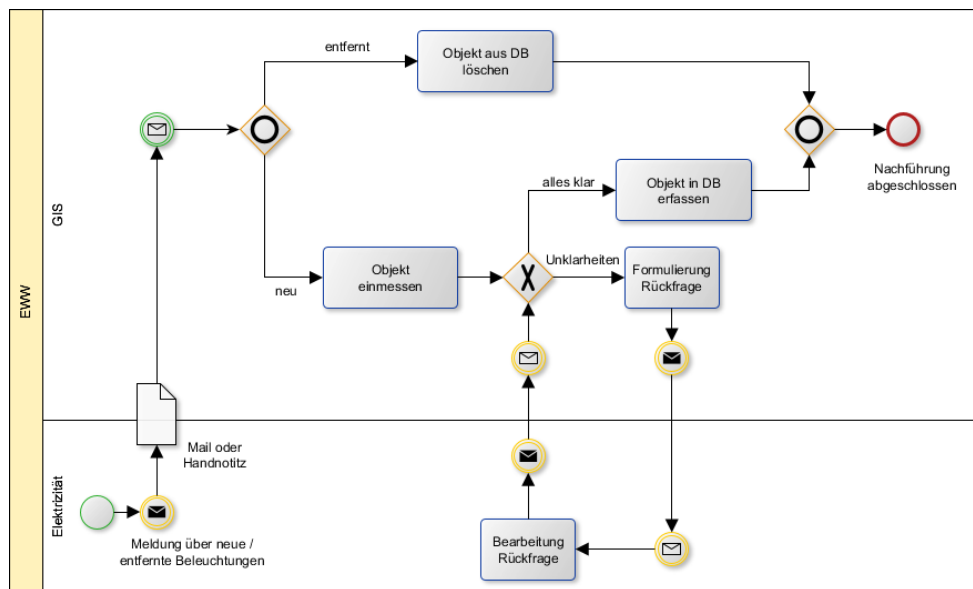 EWW
GIS
entfernt
Objekt aus DB
löschen
alles klar
Objekt in DB
erfassen
Nachführung
abgeschlossen
neu
Objekt
einmessen
Unklarheiten
Formulierung
Rückfrage
Elektrizität
Mail oder
Handnotitz
Meldung über neue /
entfernte Beleuchtungen
Bearbeitung
Rückfrage